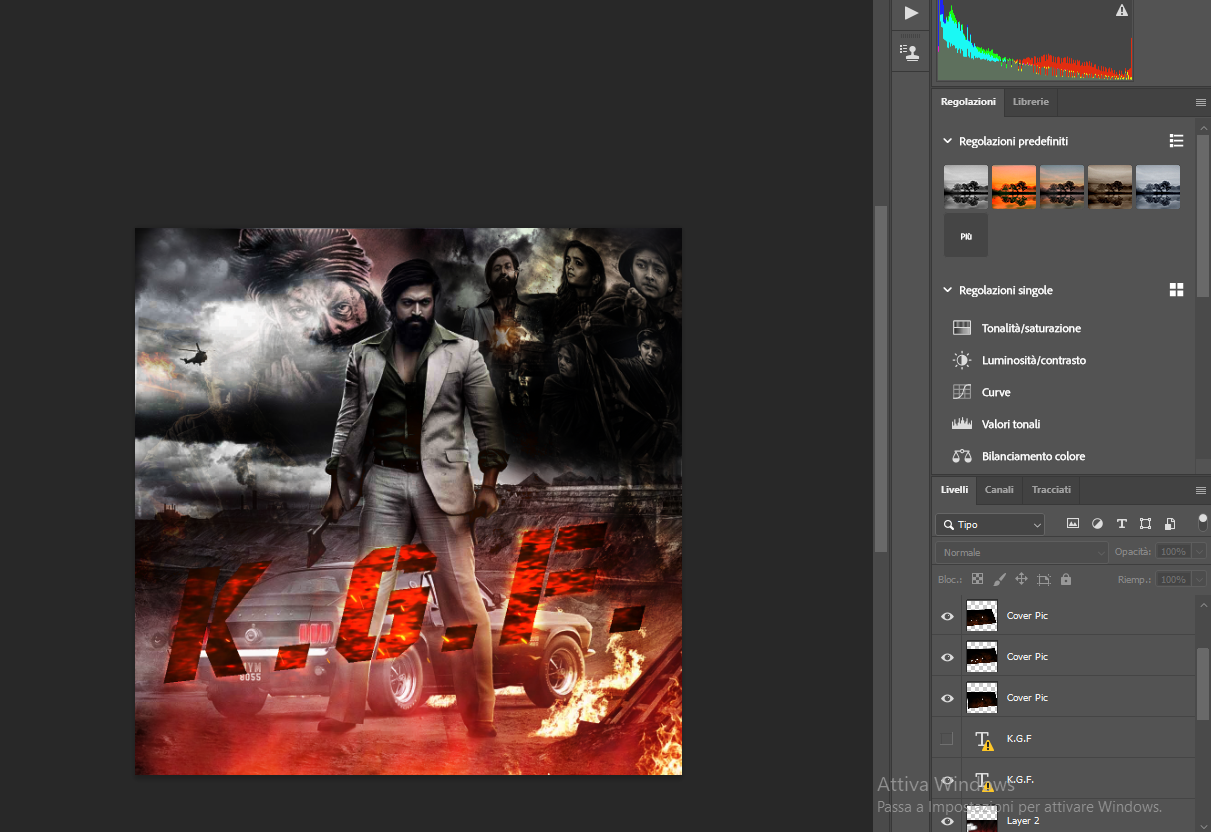 Regolazioni
Librerie
Regolazioni predefiniti
PIÙ
Regolazioni singole
Tonalità/saturazione
Luminosità/contrasto
Curve
Valori tonali
Bilanciamento colore
Livelli
Canali
Tracciati
Tipo
Normale
Opacità: 100%
Bloc.:
Riemp.: 100%
Cover Pic
Cover Pic
Cover Pic
K.G.F
K.G.F.
Layer 2
Attiva Windows
Passa a Impostazioni per attivare Windows.
K.G.F.
BOSS